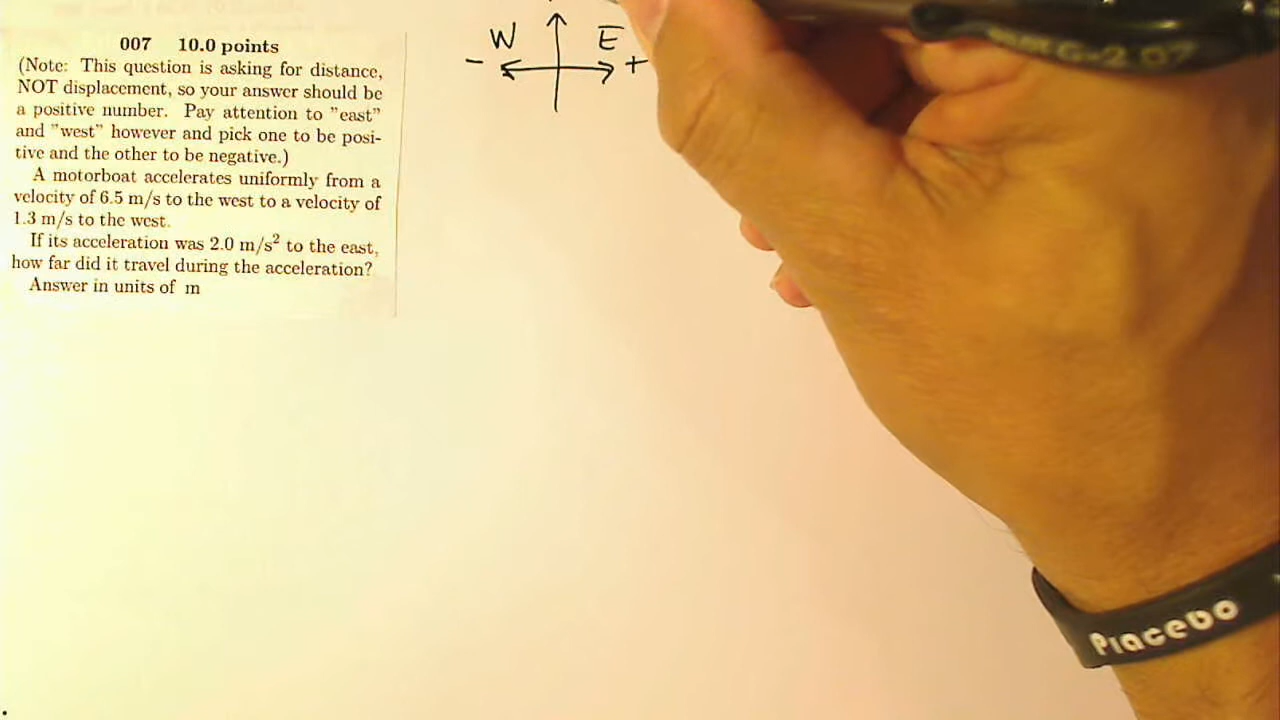 007 10.0 points
(Note: This question is asking for distance,
NOT displacement, so your answer should be
a positive number. Pay attention to "east"
and "west" however and pick one to be posi-
tive and the other to be negative.)
A motorboat accelerates uniformly from a
velocity of 6.5 m/s to the west to a velocity of
1.3 m/s to the west.
If its acceleration was 2.0 m/s² to the east,
how far did it travel during the acceleration?
Answer in units of m
W E
- +
G-2 07
Placebo